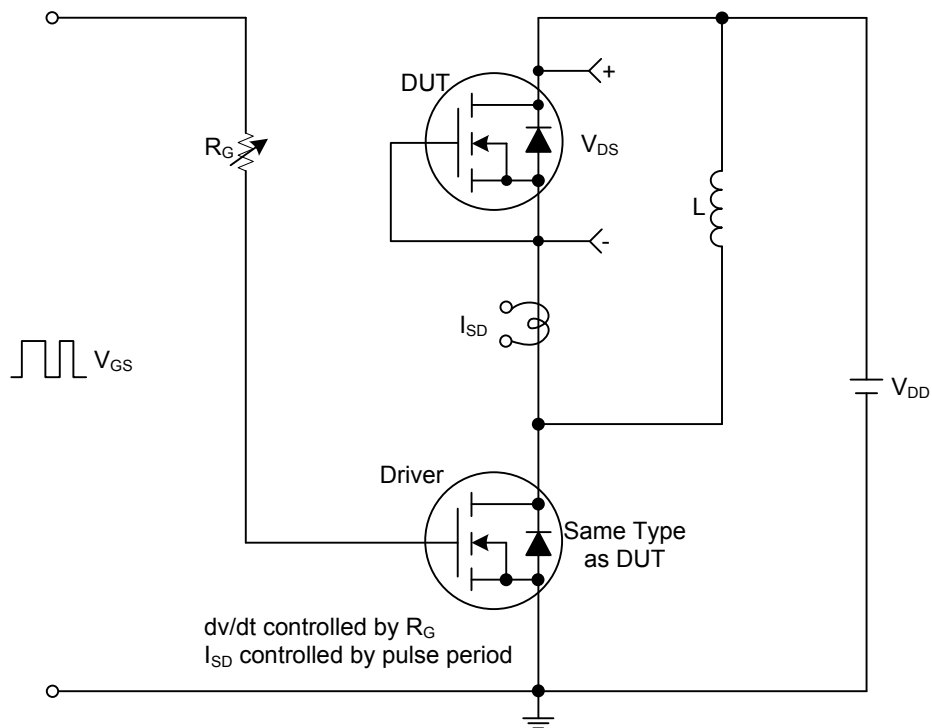 DUT
+
R_G
V_DS
L
-
I_SD
V_GS
V_DD
Driver
Same Type
as DUT
dv/dt controlled by R_G
I_SD controlled by pulse period